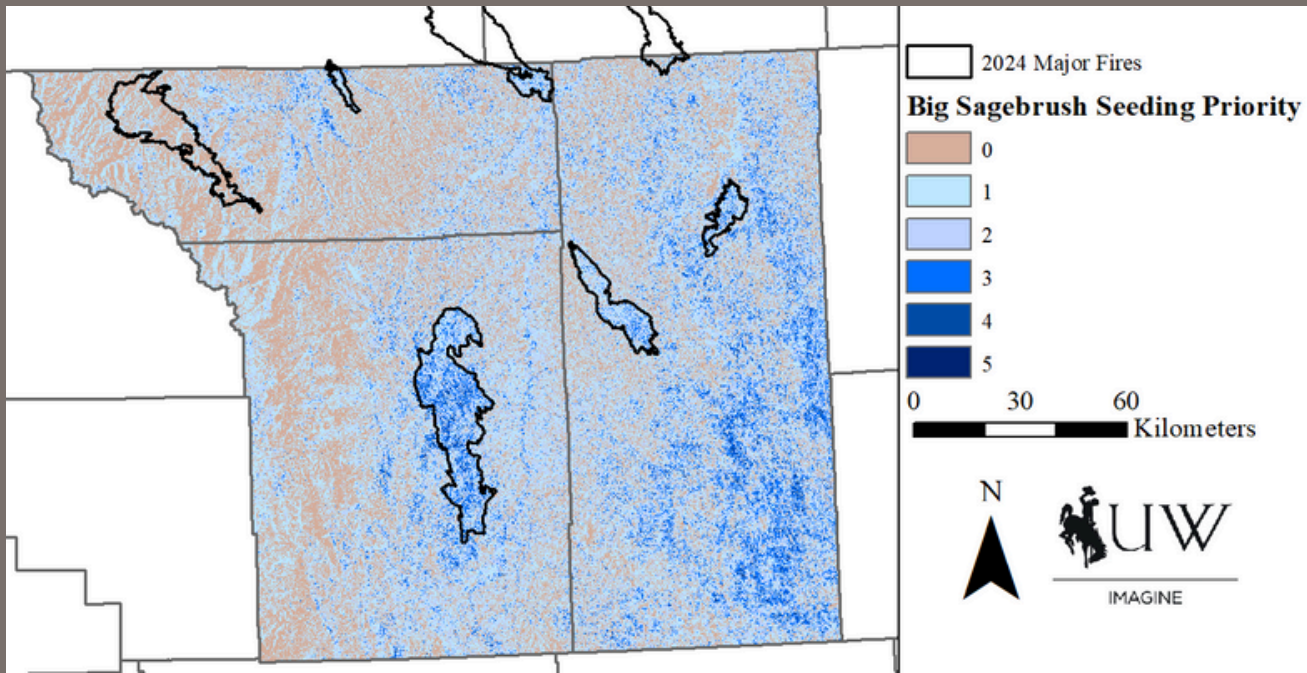 2024 Major Fires
Big Sagebrush Seeding Priority
0
1
2
3
4
5
0 30 60
Kilometers
N
UW
IMAGINE